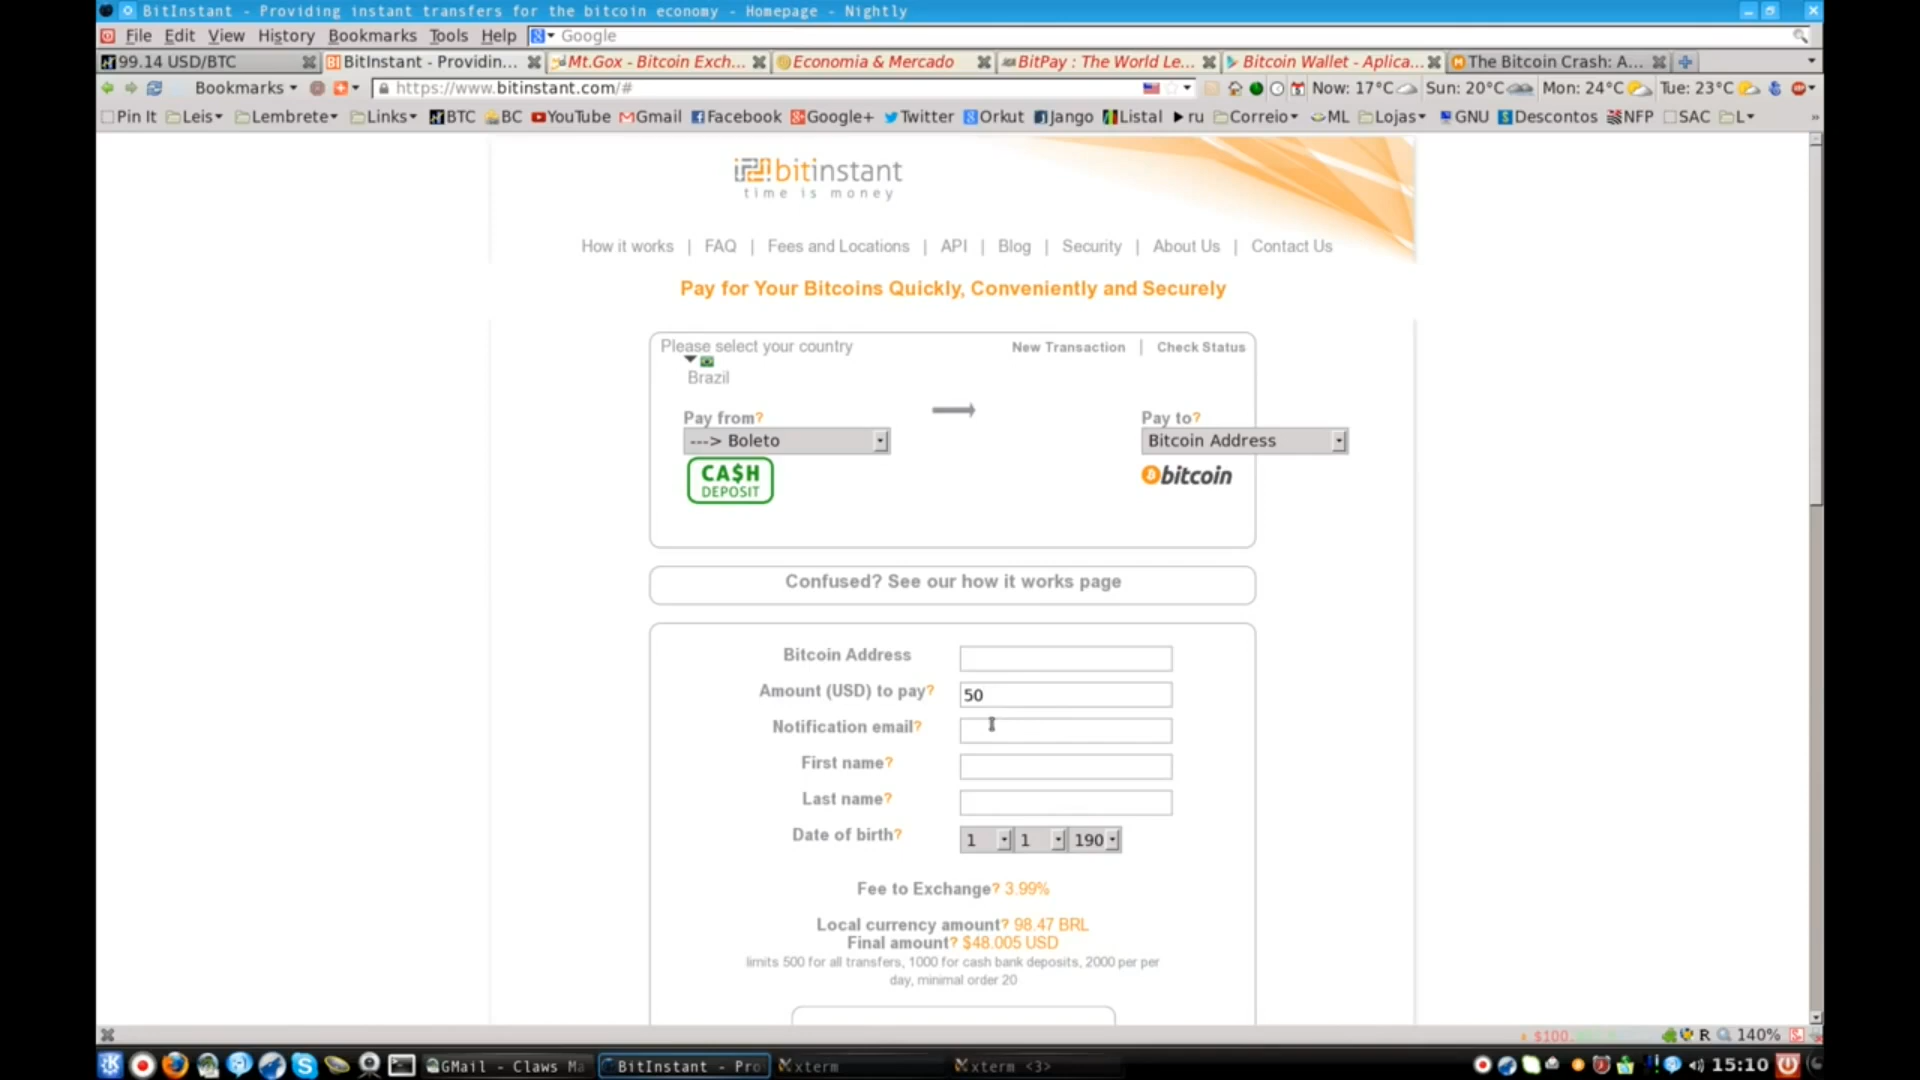 BitInstant - Providing instant transfers for the bitcoin economy - Homepage - Nightly
File Edit View History Bookmarks Tools Help Google
99.14 USD/BTC BitInstant - Providin... Mt.Gox - Bitcoin Exch... Economia & Mercado BitPay : The World Le... Bitcoin Wallet - Aplica... The Bitcoin Crash: A...
Bookmarks https://www.bitinstant.com/# Now: 17°C Sun: 20°C Mon: 24°C Tue: 23°C
Pin It Leis Lembrete Links BTC BC YouTube Gmail Facebook Google+ Twitter Orkut Jango Listal ru Correio ML Lojas GNU Descontos NFP SAC L
bitinstant
time is money
How it works | FAQ | Fees and Locations | API | Blog | Security | About Us | Contact Us
Pay for Your Bitcoins Quickly, Conveniently and Securely
Please select your country New Transaction | Check Status
Brazil
Pay from? Pay to?
---> Boleto Bitcoin Address
CA$H DEPOSIT bitcoin
Confused? See our how it works page
Bitcoin Address
Amount (USD) to pay? 50
Notification email?
First name?
Last name?
Date of birth? 1 1 190
Fee to Exchange? 3.99%
Local currency amount? 98.47 BRL
Final amount? $48.005 USD
limits 500 for all transfers, 1000 for cash bank deposits, 2000 per per
day, minimal order 20
$100. R 140%
GMail - Claws Ma BitInstant - Pro xterm xterm <3> 15:10